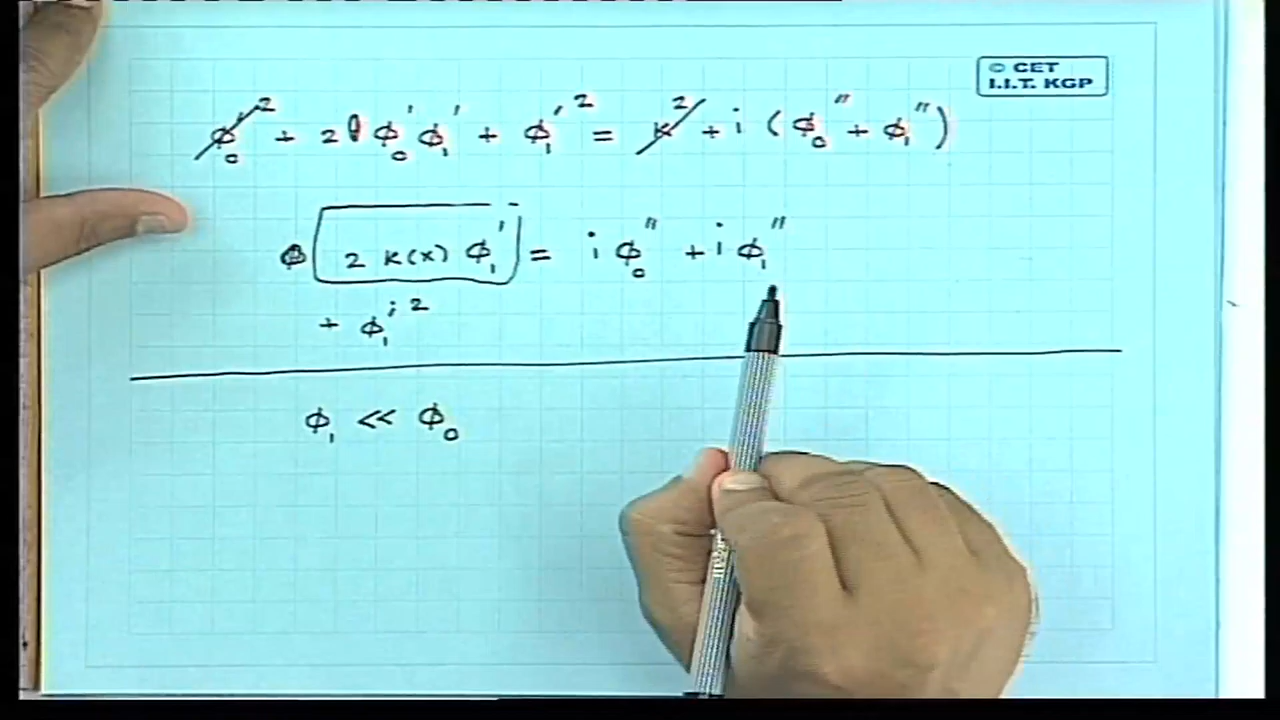 © CET
I.I.T. KGP
ϕ₀'² + 2 ϕ₀'ϕ₁' + ϕ₁'² = k² + i (ϕ₀'' + ϕ₁'')
2 k(x) ϕ₁' = i ϕ₀'' + i ϕ₁''
+ ϕ₁'²
ϕ₁ << ϕ₀